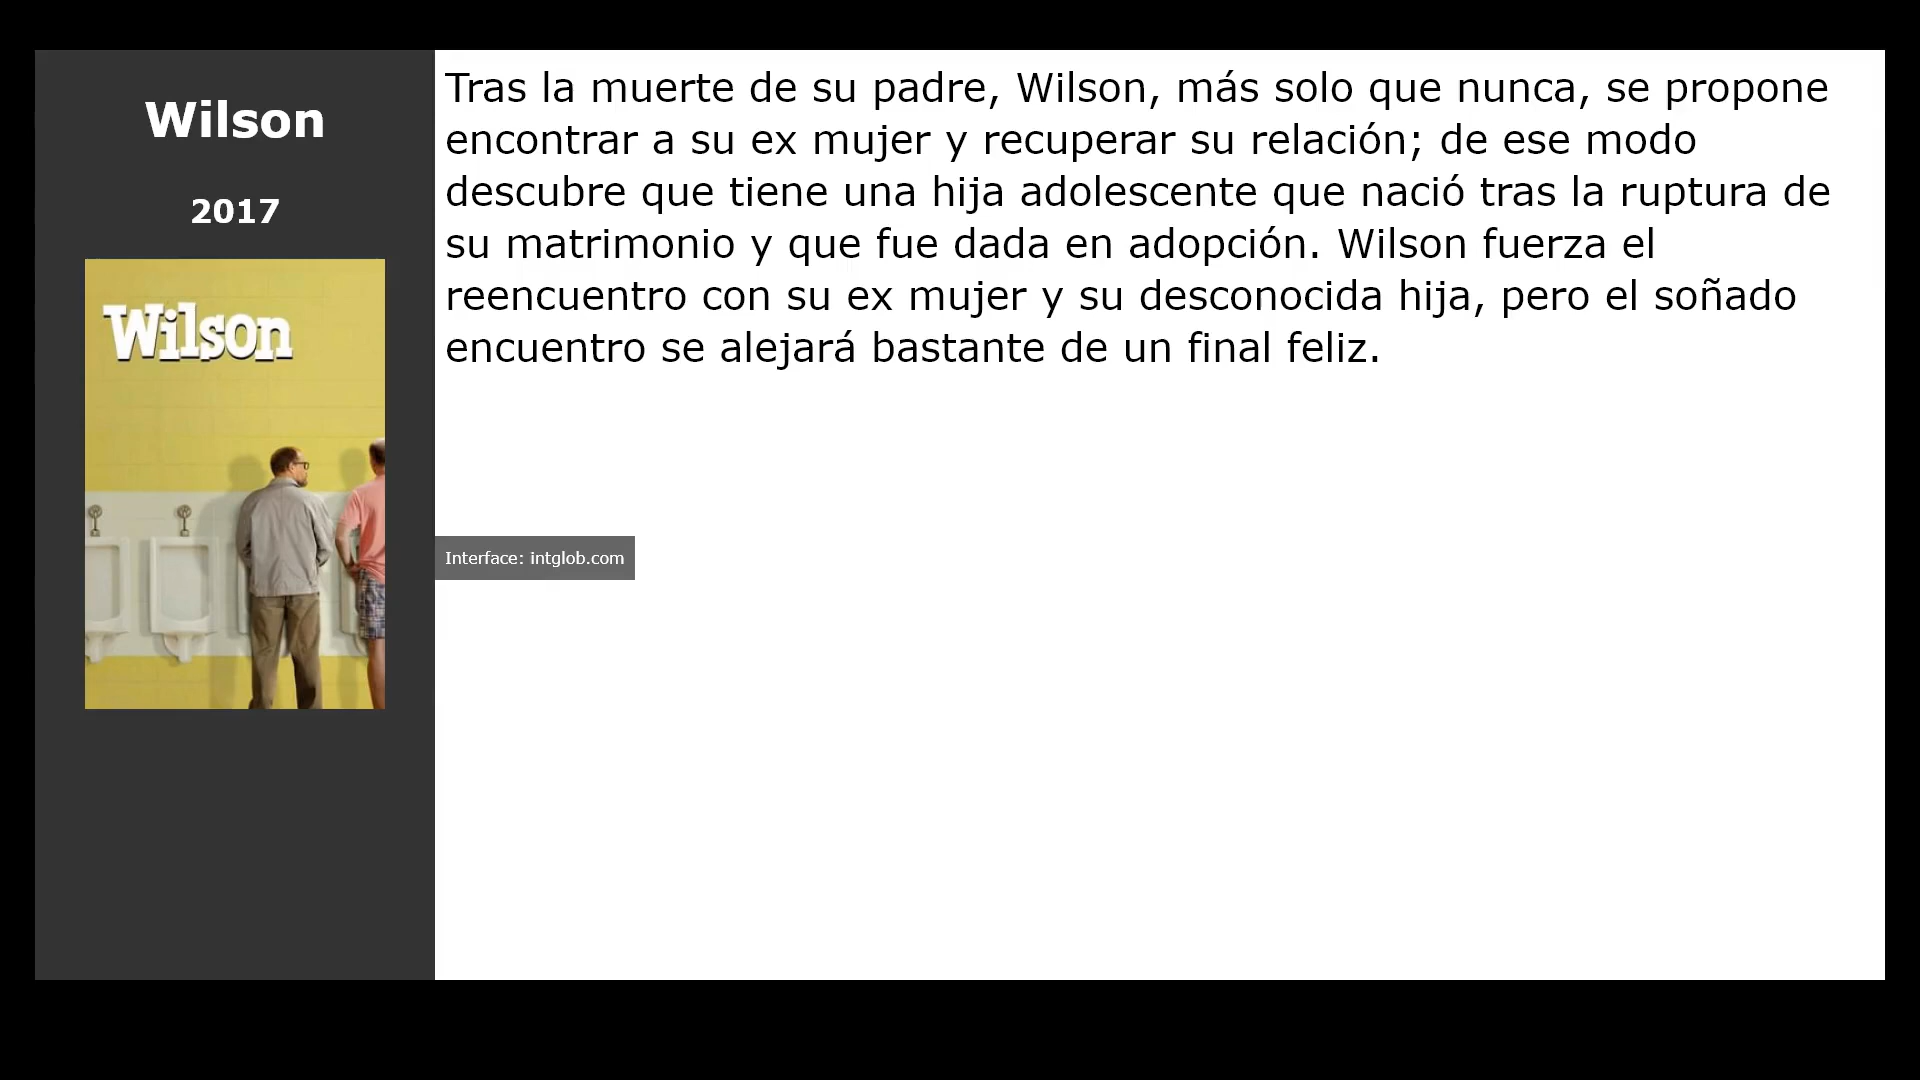 Wilson
2017
Wilson
Tras la muerte de su padre, Wilson, más solo que nunca, se propone
encontrar a su ex mujer y recuperar su relación; de ese modo
descubre que tiene una hija adolescente que nació tras la ruptura de
su matrimonio y que fue dada en adopción. Wilson fuerza el
reencuentro con su ex mujer y su desconocida hija, pero el soñado
encuentro se alejará bastante de un final feliz.
Interface: intglob.com